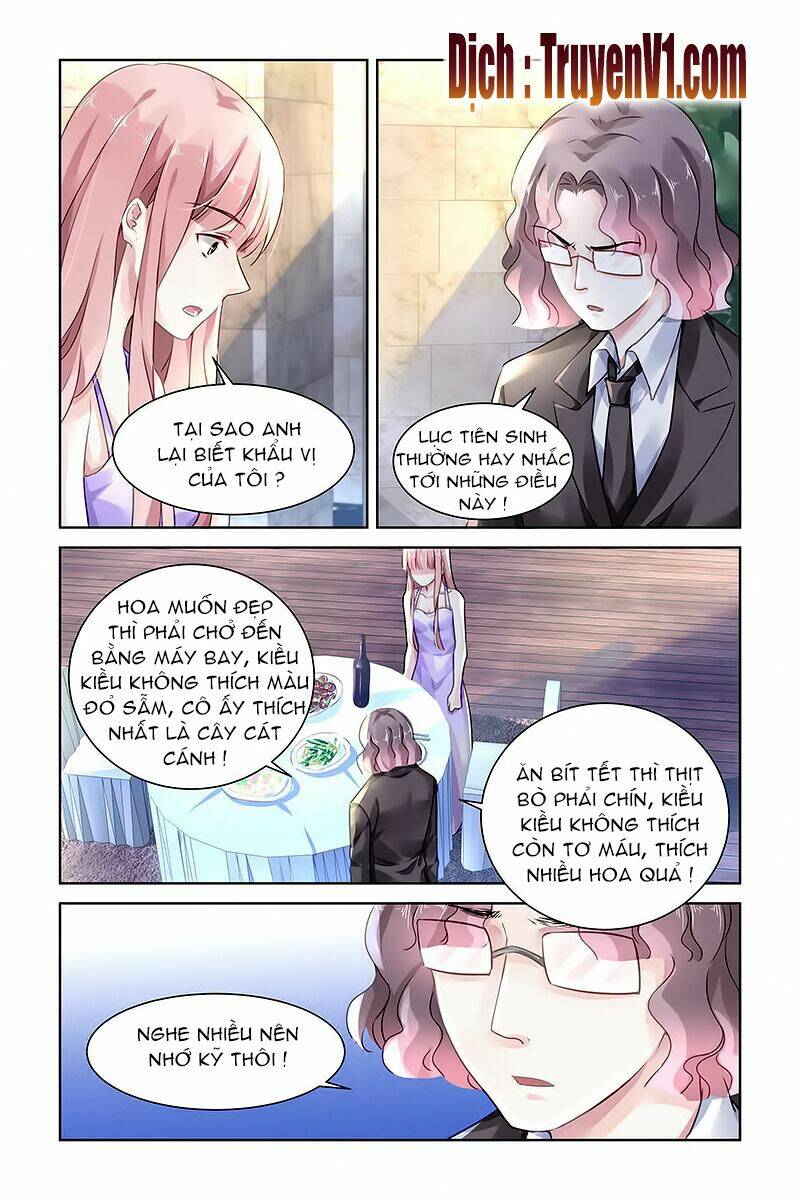 Dịch : TruyenV1.com
TẠI SAO ANH
LẠI BIẾT KHẨU VỊ
CỦA TÔI ?
LỤC TIÊN SINH
THƯỜNG HAY NHẮC
TỚI NHỮNG ĐIỀU
NÀY !
HOA MUỐN ĐẸP
THÌ PHẢI CHỞ ĐẾN
BẰNG MÁY BAY, KIỀU
KIỀU KHÔNG THÍCH MÀU
ĐỎ SẪM, CÔ ẤY THÍCH
NHẤT LÀ CÂY CÁT
CÁNH !
ĂN BÍT TẾT THÌ THỊT
BÒ PHẢI CHÍN, KIỀU
KIỀU KHÔNG THÍCH
CÒN TƠ MÁU, THÍCH
NHIỀU HOA QUẢ !
NGHE NHIỀU NÊN
NHỚ KỸ THÔI !